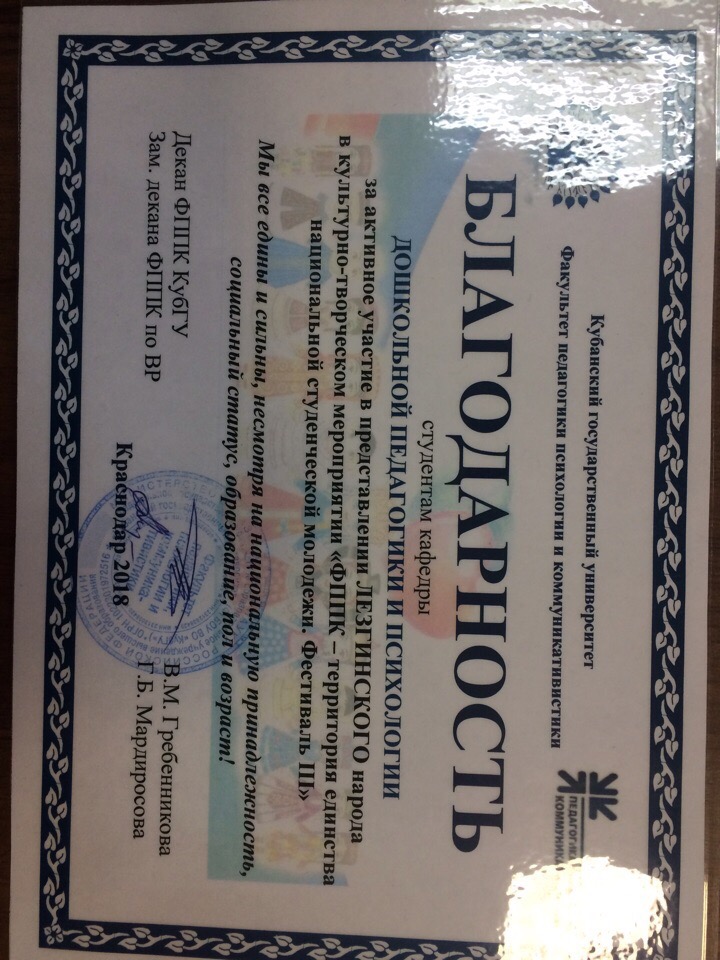 Кубанский государственный университет
Факультет педагогики психологии и коммуникативистики
ПЕДАГОГИК
КОММУНИКА
БЛАГОДАРНОСТЬ
студентам кафедры
ДОШКОЛЬНОЙ ПЕДАГОГИКИ И ПСИХОЛОГИИ
за активное участие в представлении ЛЕЗГИНСКОГО народа
в культурно-творческом мероприятии «ФППК – территория единства
национальной студенческой молодежи. Фестиваль III»
Мы все едины и сильны, несмотря на национальную принадлежность,
социальный статус, образование, пол и возраст!
Декан ФППК КубГУ В.М. Гребенникова
Зам. декана ФППК по ВР Г.Б. Мардиросова
Краснодар 2018